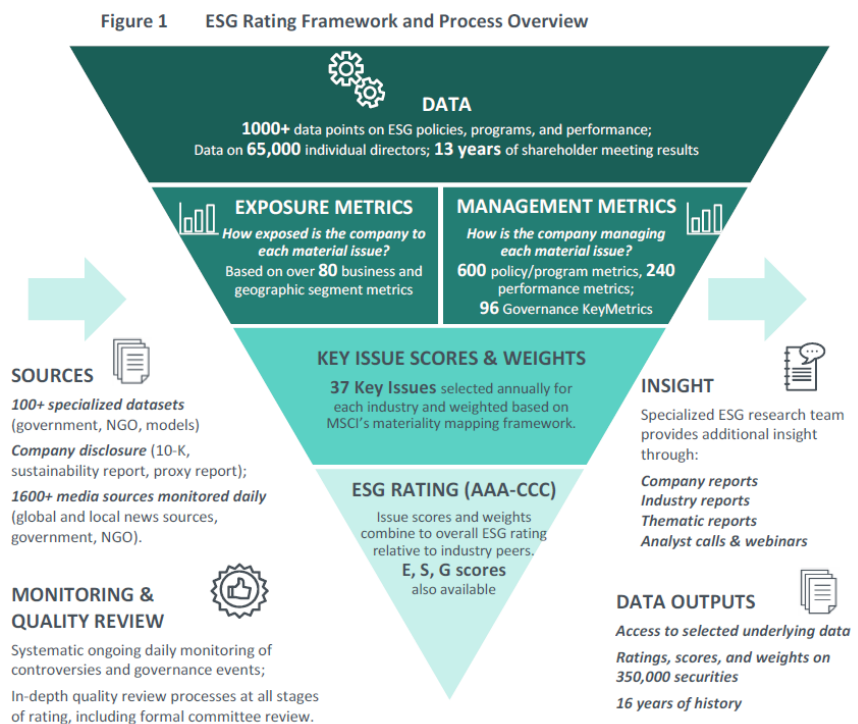 Figure 1 ESG Rating Framework and Process Overview
DATA
1000+ data points on ESG policies, programs, and performance;
Data on 65,000 individual directors; 13 years of shareholder meeting results
EXPOSURE METRICS
How exposed is the company to
each material issue?
Based on over 80 business and
geographic segment metrics
MANAGEMENT METRICS
How is the company managing
each material issue?
600 policy/program metrics, 240
performance metrics;
96 Governance KeyMetrics
KEY ISSUE SCORES & WEIGHTS
37 Key Issues selected annually for
each industry and weighted based on
MSCI's materiality mapping framework.
ESG RATING (AAA-CCC)
Issue scores and weights
combine to overall ESG rating
relative to industry peers.
E, S, G scores
also available
SOURCES
100+ specialized datasets
(government, NGO, models)
Company disclosure (10-K,
sustainability report, proxy report);
1600+ media sources monitored daily
(global and local news sources,
government, NGO).
MONITORING &
QUALITY REVIEW
Systematic ongoing daily monitoring of
controversies and governance events;
In-depth quality review processes at all stages
of rating, including formal committee review.
INSIGHT
Specialized ESG research team
provides additional insight
through:
Company reports
Industry reports
Thematic reports
Analyst calls & webinars
DATA OUTPUTS
Access to selected underlying data
Ratings, scores, and weights on
350,000 securities
16 years of history